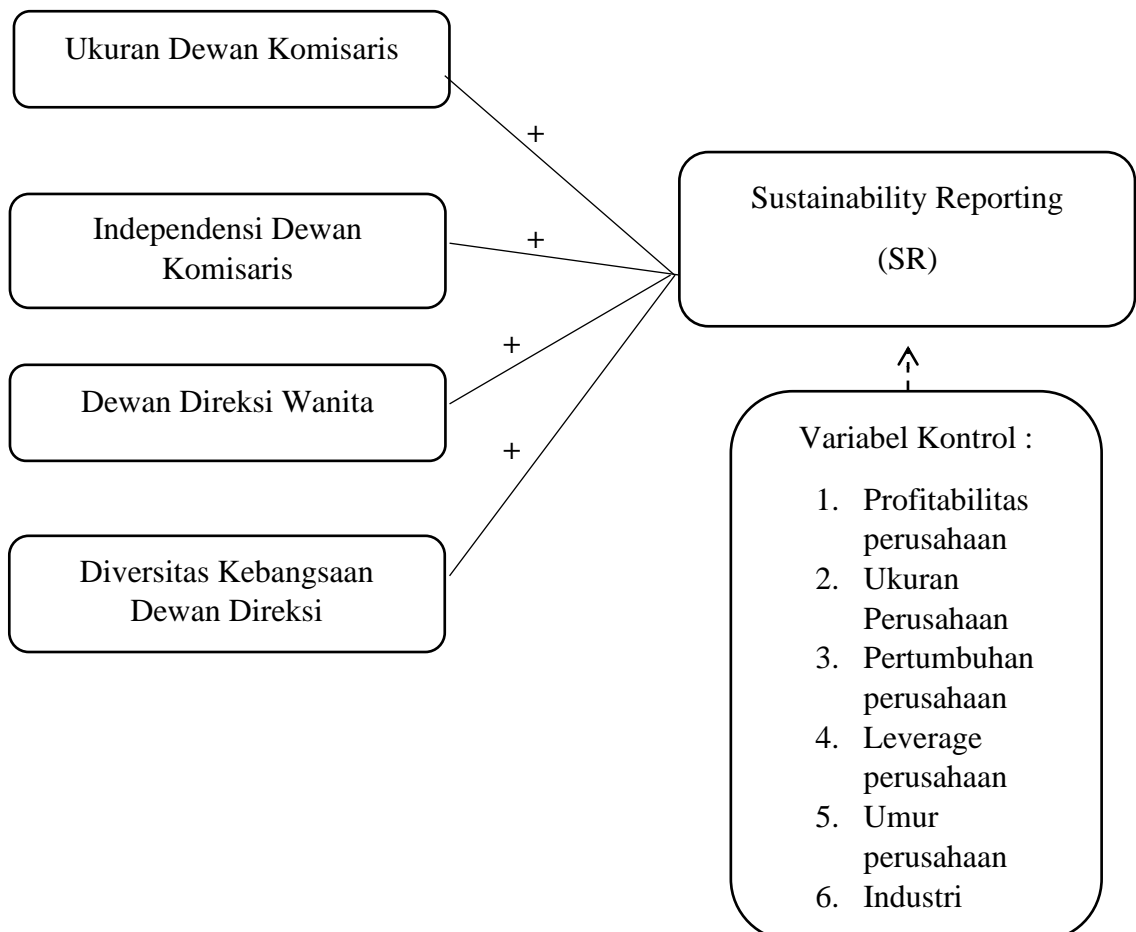 Ukuran Dewan Komisaris
+
Independensi Dewan
Komisaris
+
Dewan Direksi Wanita
+
Diversitas Kebangsaan
Dewan Direksi
+
Sustainability Reporting
(SR)
Variabel Kontrol :
1. Profitabilitas
perusahaan
2. Ukuran
Perusahaan
3. Pertumbuhan
perusahaan
4. Leverage
perusahaan
5. Umur
perusahaan
6. Industri